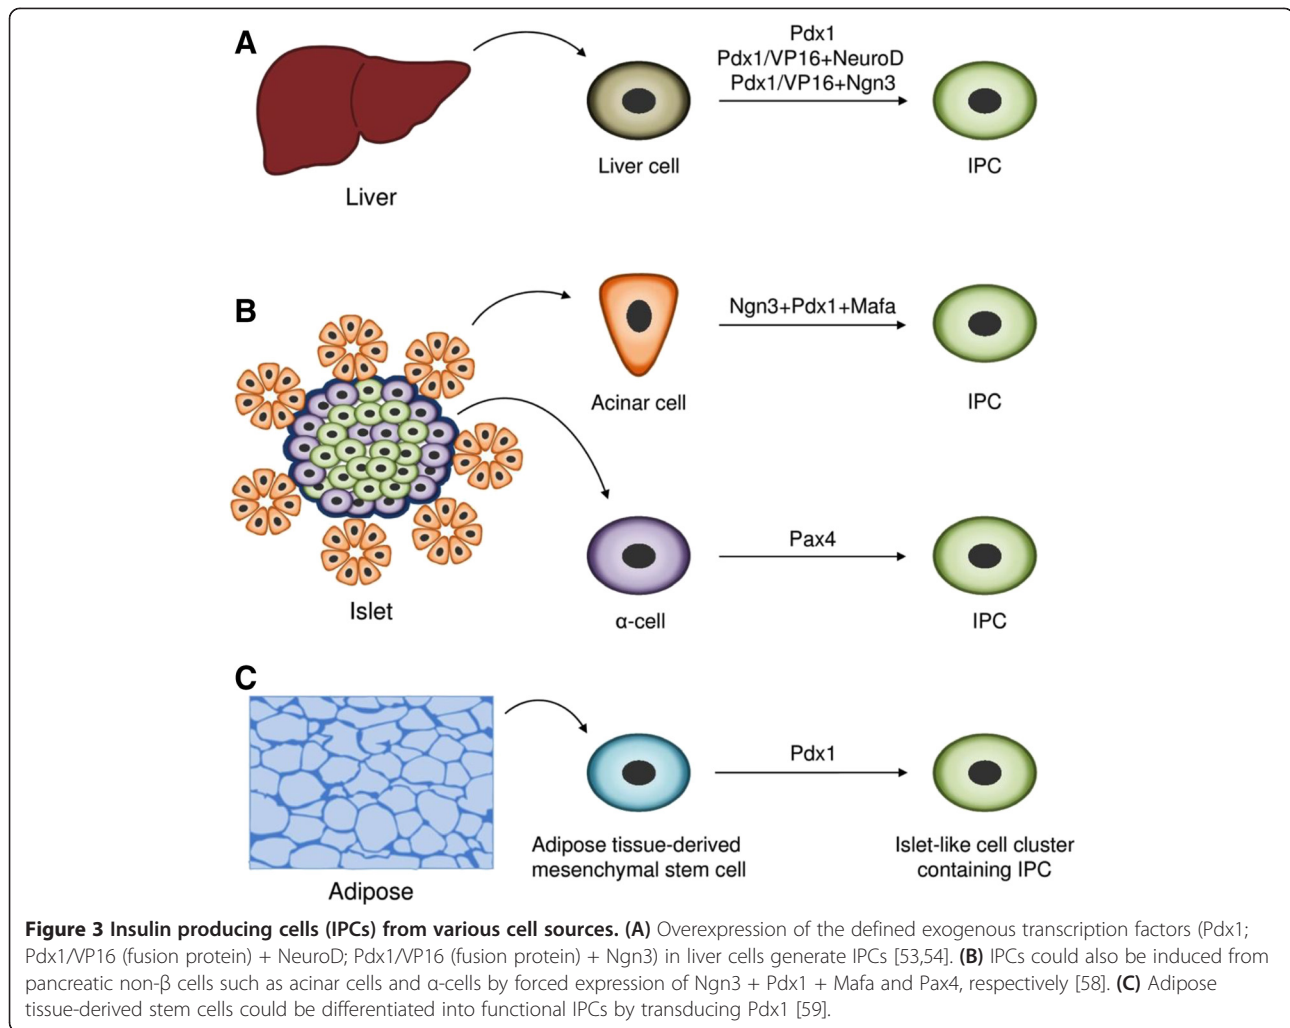 A
Pdx1
Pdx1/VP16+NeuroD
Pdx1/VP16+Ngn3
Liver cell
IPC
Liver
B
Ngn3+Pdx1+Mafa
Acinar cell
IPC
Pax4
Islet
α-cell
IPC
C
Pdx1
Adipose tissue-derived
mesenchymal stem cell
Islet-like cell cluster
containing IPC
Adipose
Figure 3 Insulin producing cells (IPCs) from various cell sources. (A) Overexpression of the defined exogenous transcription factors (Pdx1;
Pdx1/VP16 (fusion protein) + NeuroD; Pdx1/VP16 (fusion protein) + Ngn3) in liver cells generate IPCs [53,54]. (B) IPCs could also be induced from
pancreatic non-β cells such as acinar cells and α-cells by forced expression of Ngn3 + Pdx1 + Mafa and Pax4, respectively [58]. (C) Adipose
tissue-derived stem cells could be differentiated into functional IPCs by transducing Pdx1 [59].